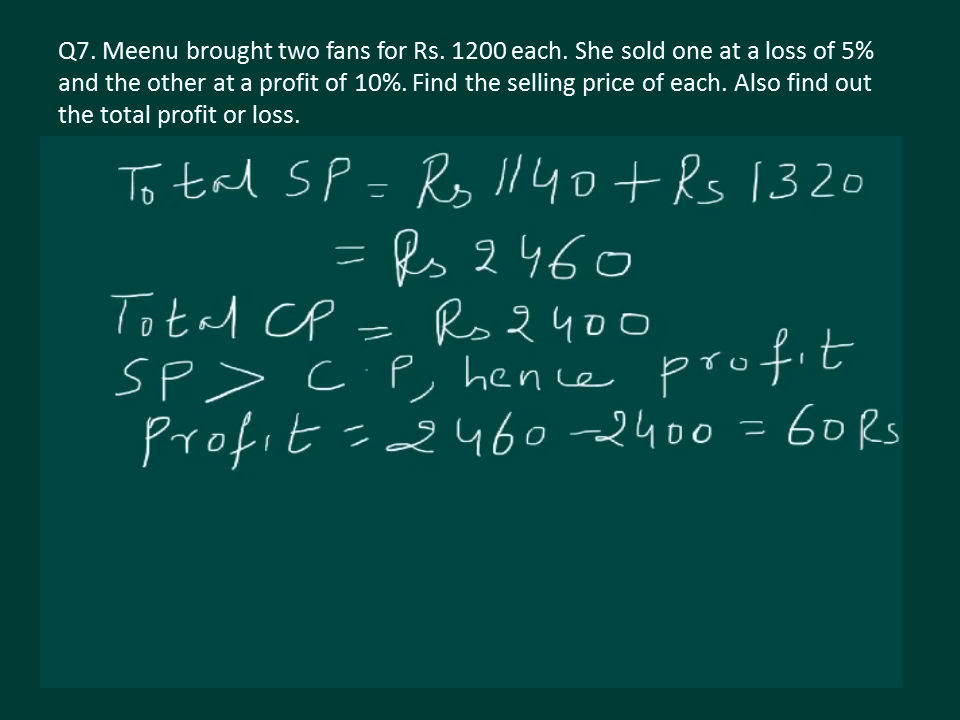 Q7. Meenu brought two fans for Rs. 1200 each. She sold one at a loss of 5%
and the other at a profit of 10%. Find the selling price of each. Also find out
the total profit or loss.
Total SP = Rs 1140 + Rs 1320
= Rs 2460
Total CP = Rs 2400
SP > C.P, hence profit
Profit = 2460 - 2400 = 60 Rs